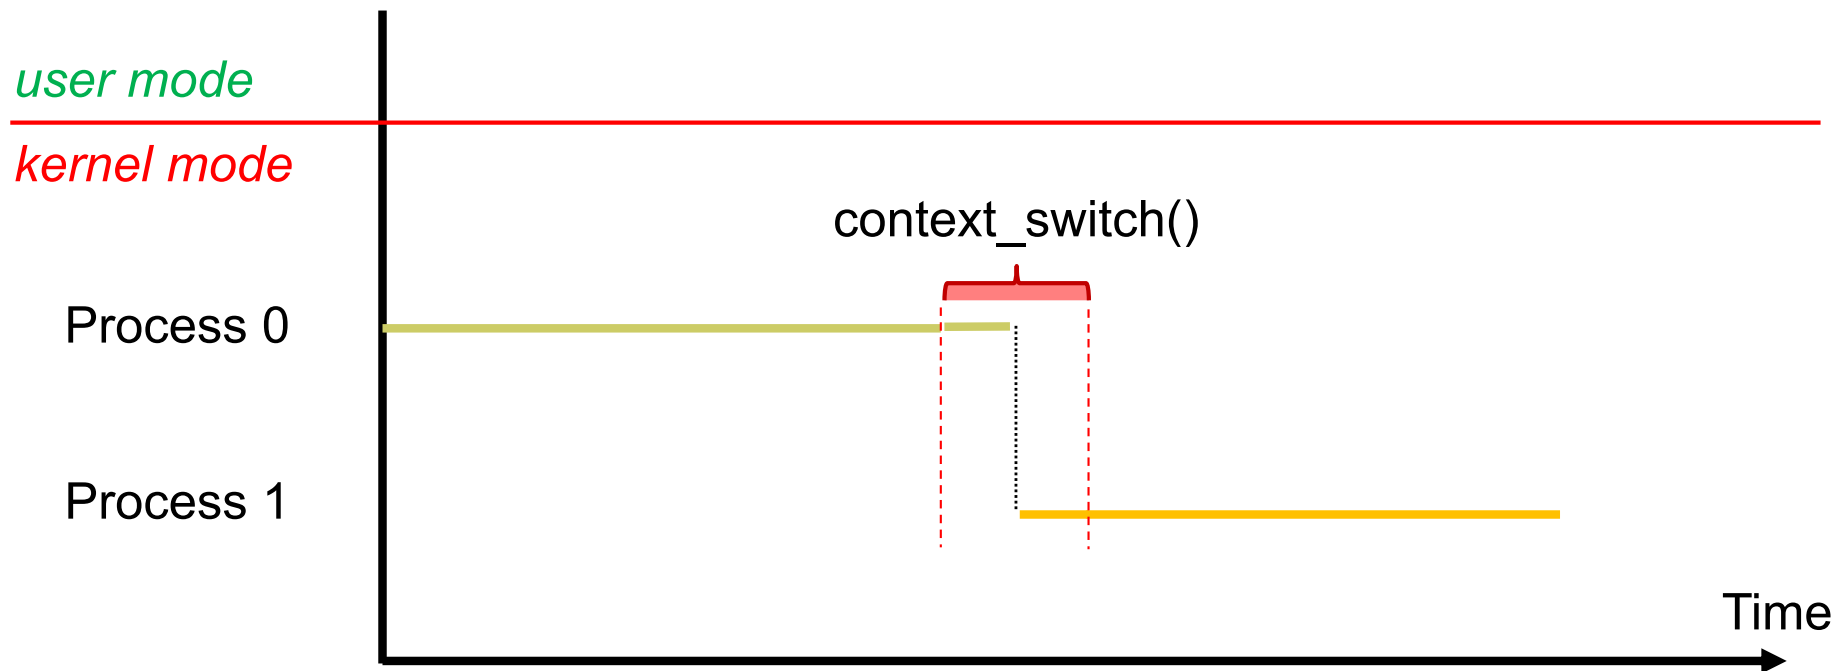 user mode
kernel mode
context_switch()
Process 0
Process 1
Time